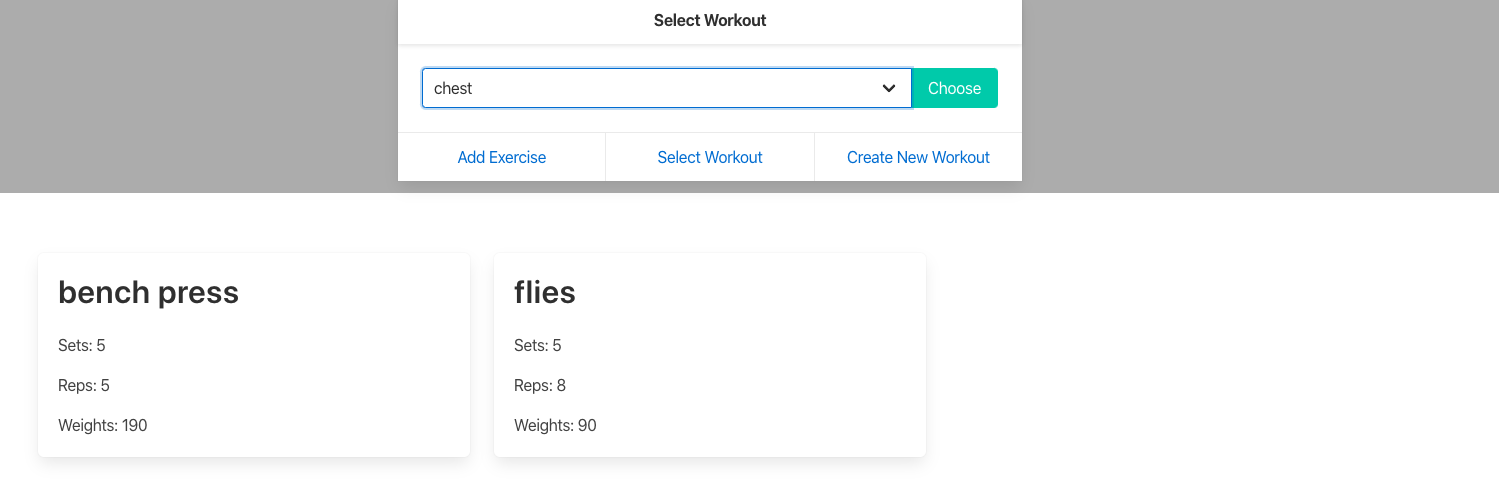 Select Workout
chest
Choose
Add Exercise
Select Workout
Create New Workout
bench press
Sets: 5
Reps: 5
Weights: 190
flies
Sets: 5
Reps: 8
Weights: 90